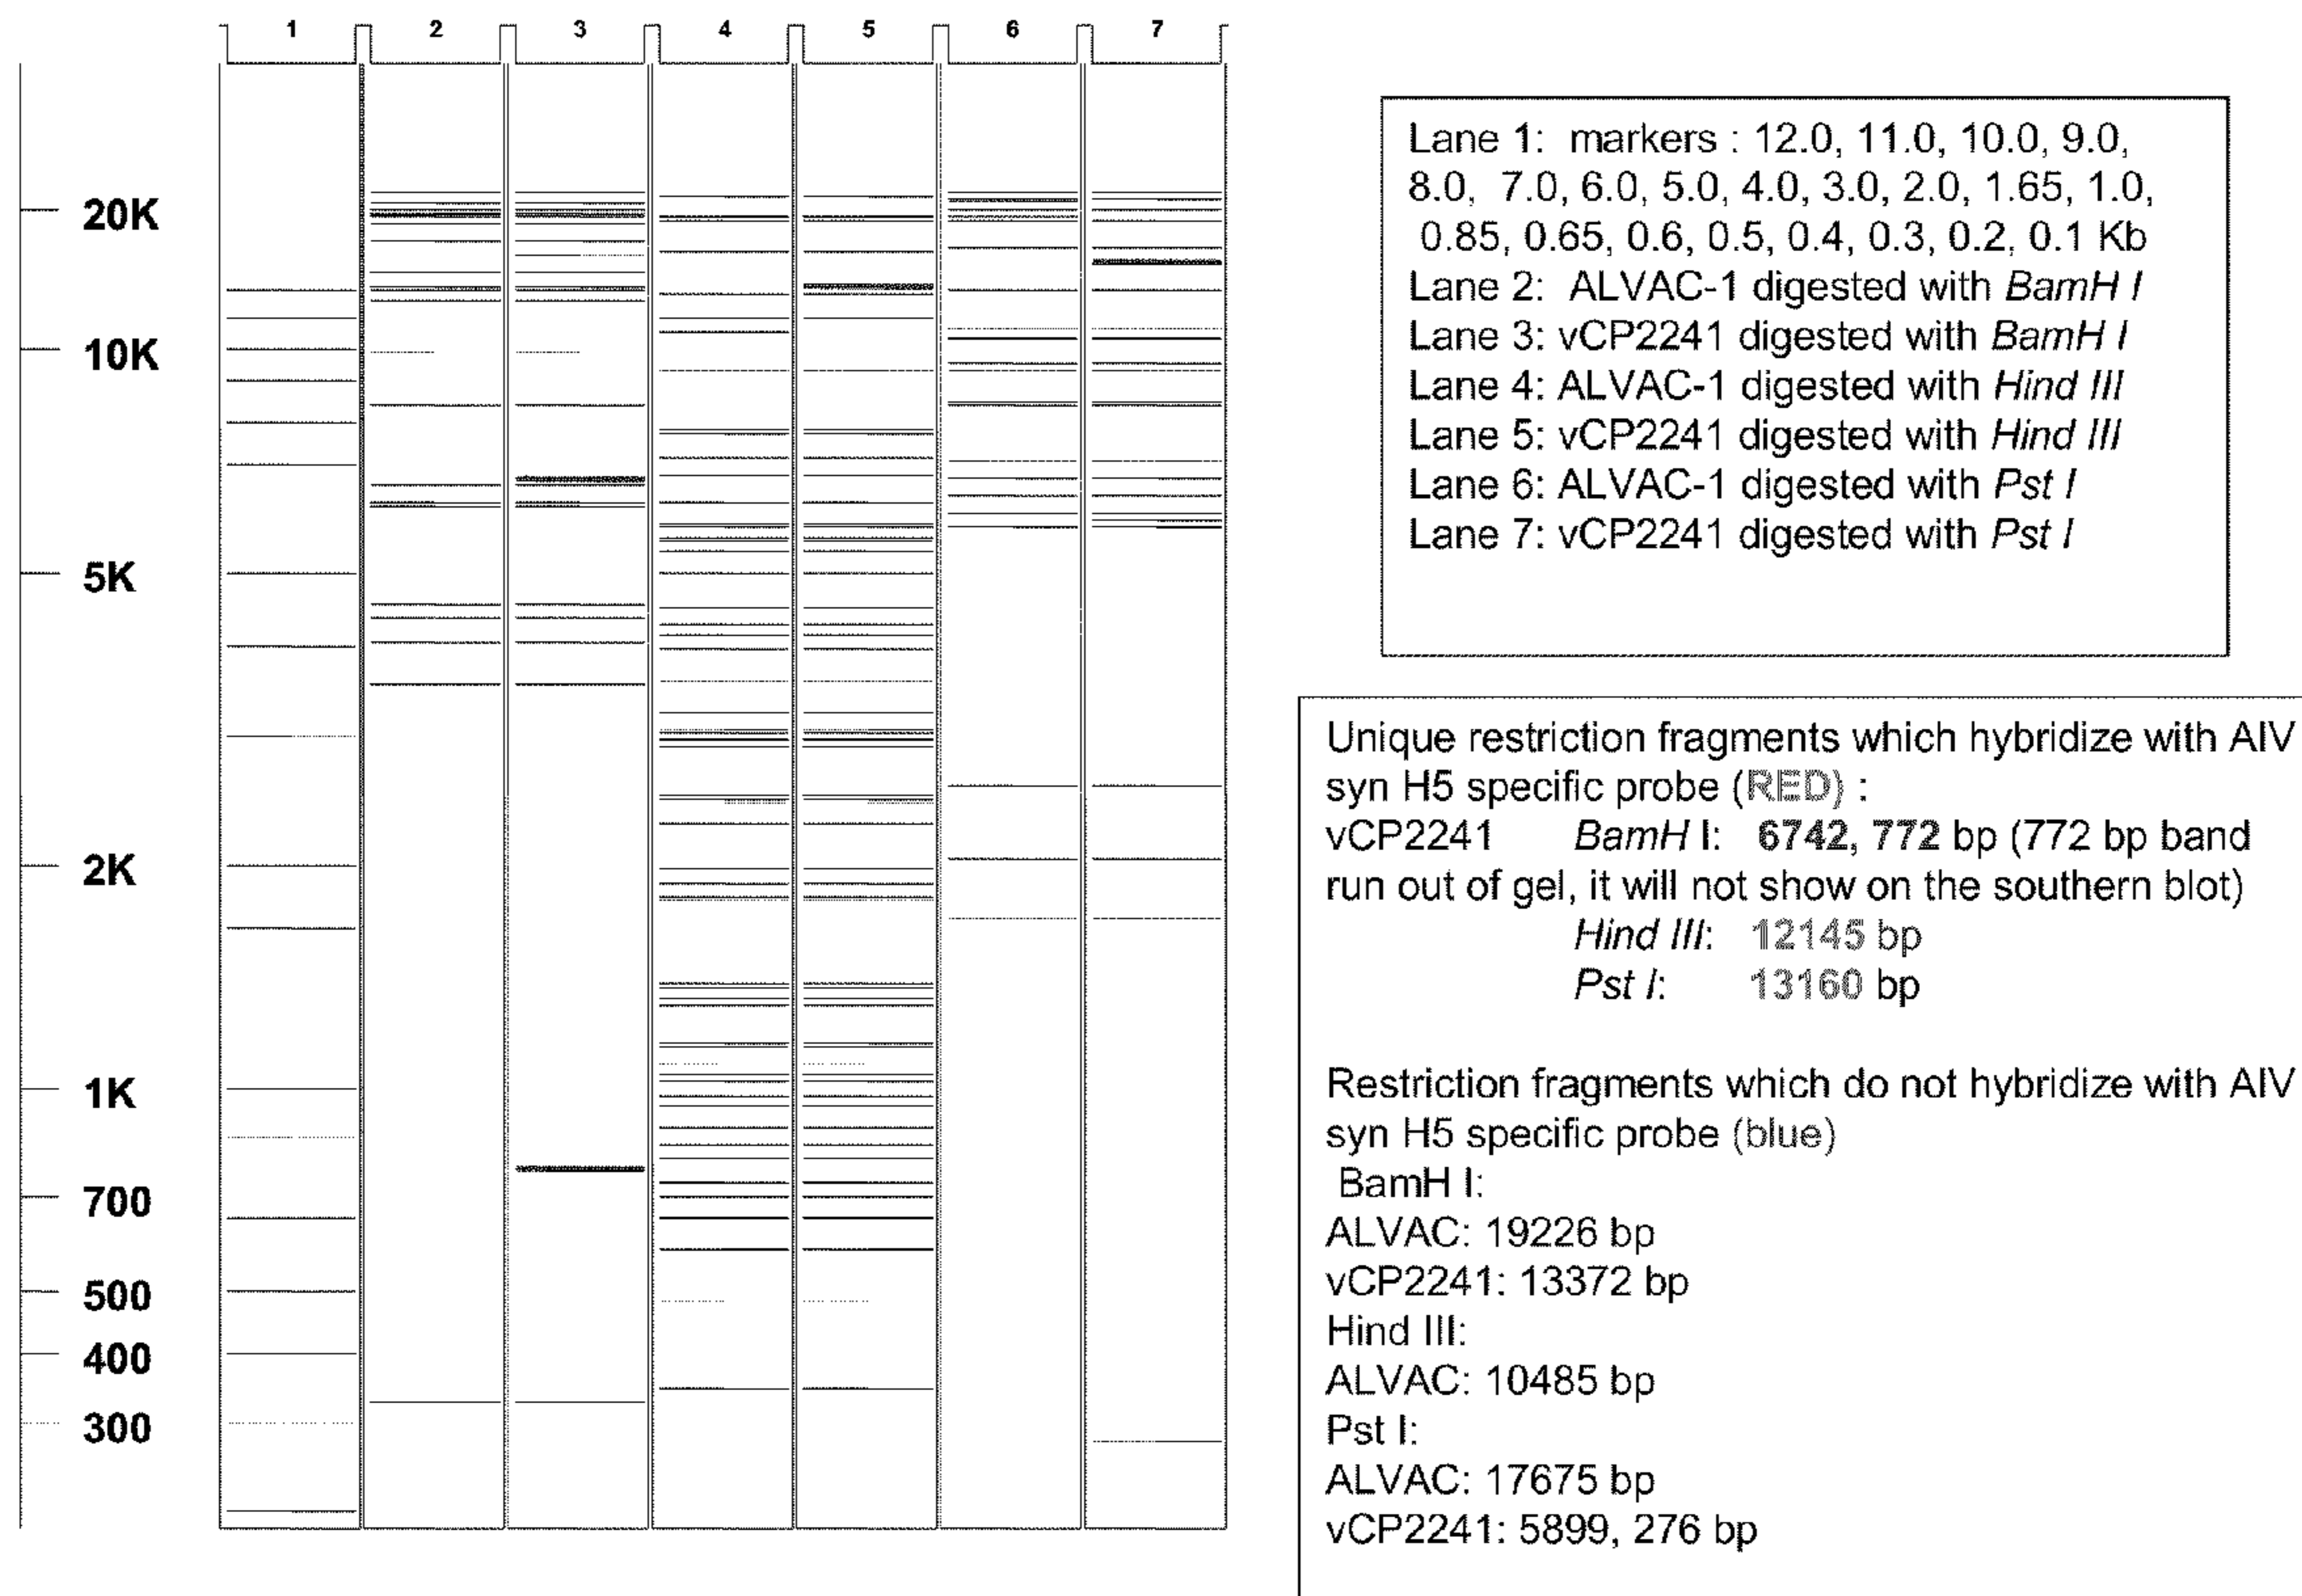 1 2 3 4 5 6 7
20K
10K
5K
2K
1K
700
500
400
300
Lane 1: markers : 12.0, 11.0, 10.0, 9.0,
8.0, 7.0, 6.0, 5.0, 4.0, 3.0, 2.0, 1.65, 1.0,
0.85, 0.65, 0.6, 0.5, 0.4, 0.3, 0.2, 0.1 Kb
Lane 2: ALVAC-1 digested with BamH I
Lane 3: vCP2241 digested with BamH I
Lane 4: ALVAC-1 digested with Hind III
Lane 5: vCP2241 digested with Hind III
Lane 6: ALVAC-1 digested with Pst I
Lane 7: vCP2241 digested with Pst I
Unique restriction fragments which hybridize with AIV
syn H5 specific probe (RED) :
vCP2241 BamH I: 6742, 772 bp (772 bp band
run out of gel, it will not show on the southern blot)
Hind III: 12145 bp
Pst I: 13160 bp
Restriction fragments which do not hybridize with AIV
syn H5 specific probe (blue)
BamH I:
ALVAC: 19226 bp
vCP2241: 13372 bp
Hind III:
ALVAC: 10485 bp
Pst I:
ALVAC: 17675 bp
vCP2241: 5899, 276 bp